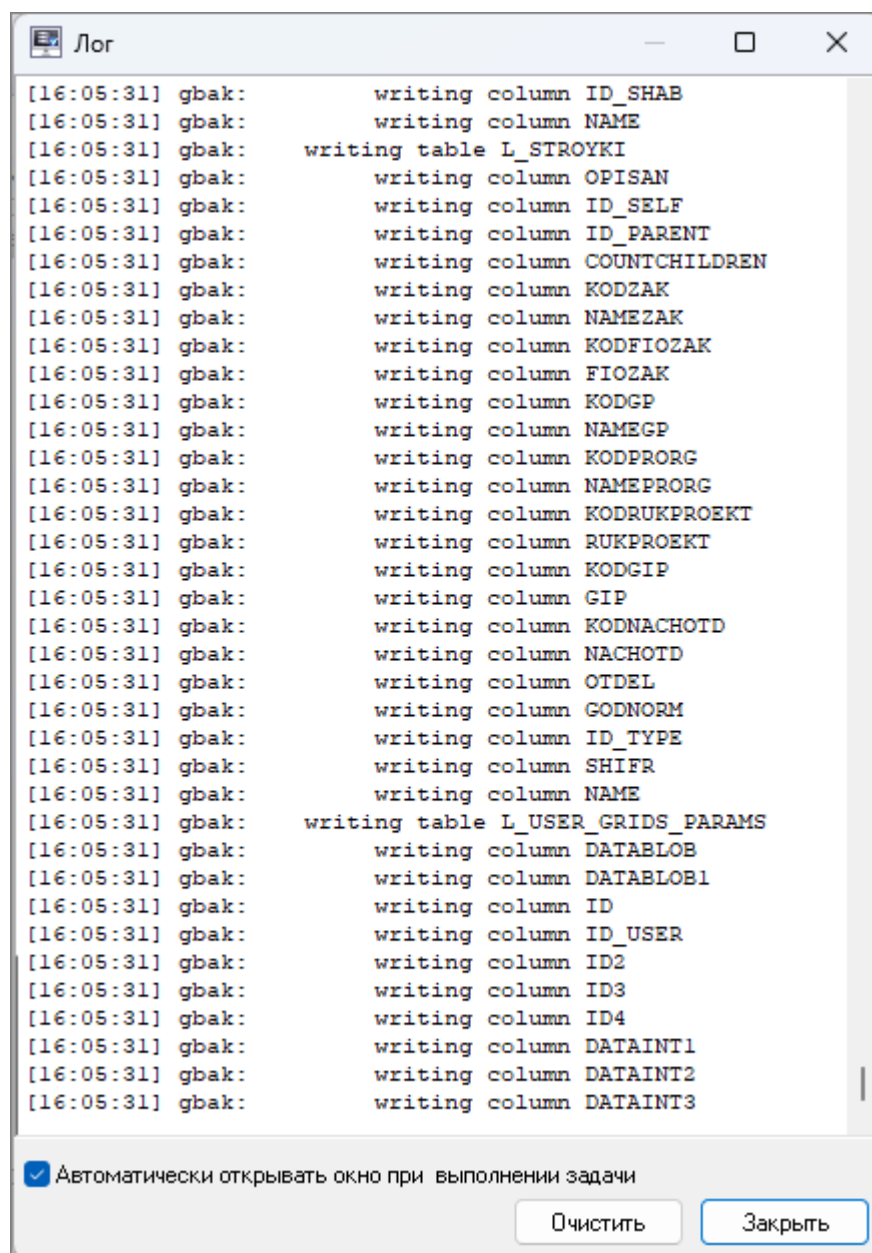 Лог
[16:05:31] gbak:         writing column ID_SHAB
[16:05:31] gbak:         writing column NAME
[16:05:31] gbak:     writing table L_STROYKI
[16:05:31] gbak:         writing column OPISAN
[16:05:31] gbak:         writing column ID_SELF
[16:05:31] gbak:         writing column ID_PARENT
[16:05:31] gbak:         writing column COUNTCHILDREN
[16:05:31] gbak:         writing column KODZAK
[16:05:31] gbak:         writing column NAMEZAK
[16:05:31] gbak:         writing column KODFIOZAK
[16:05:31] gbak:         writing column FIOZAK
[16:05:31] gbak:         writing column KODGP
[16:05:31] gbak:         writing column NAMEGP
[16:05:31] gbak:         writing column KODPRORG
[16:05:31] gbak:         writing column NAMEPRORG
[16:05:31] gbak:         writing column KODRUKPROEKT
[16:05:31] gbak:         writing column RUKPROEKT
[16:05:31] gbak:         writing column KODGIP
[16:05:31] gbak:         writing column GIP
[16:05:31] gbak:         writing column KODNACHOTD
[16:05:31] gbak:         writing column NACHOTD
[16:05:31] gbak:         writing column OTDEL
[16:05:31] gbak:         writing column GODNORM
[16:05:31] gbak:         writing column ID_TYPE
[16:05:31] gbak:         writing column SHIFR
[16:05:31] gbak:         writing column NAME
[16:05:31] gbak:     writing table L_USER_GRIDS_PARAMS
[16:05:31] gbak:         writing column DATABLOB
[16:05:31] gbak:         writing column DATABLOB1
[16:05:31] gbak:         writing column ID
[16:05:31] gbak:         writing column ID_USER
[16:05:31] gbak:         writing column ID2
[16:05:31] gbak:         writing column ID3
[16:05:31] gbak:         writing column ID4
[16:05:31] gbak:         writing column DATAINT1
[16:05:31] gbak:         writing column DATAINT2
[16:05:31] gbak:         writing column DATAINT3
Автоматически открывать окно при  выполнении задачи
Очистить Закрыть